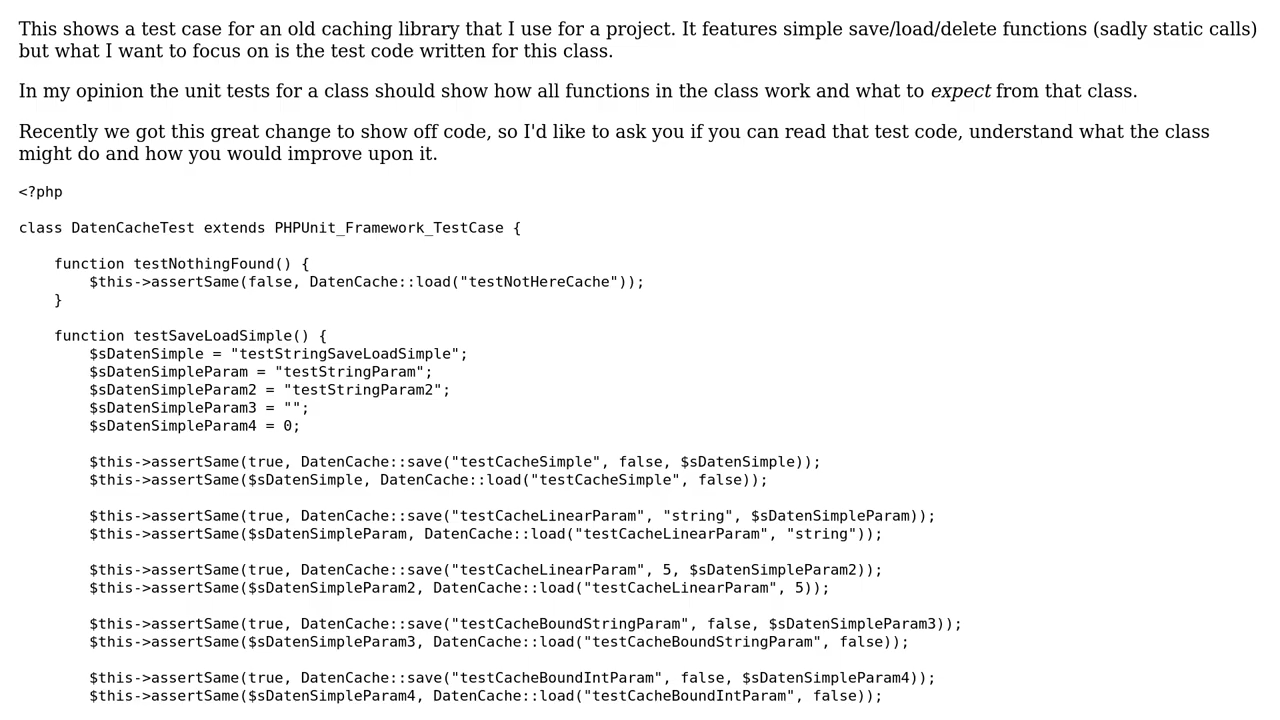 This shows a test case for an old caching library that I use for a project. It features simple save/load/delete functions (sadly static calls)
but what I want to focus on is the test code written for this class.
In my opinion the unit tests for a class should show how all functions in the class work and what to expect from that class.
Recently we got this great change to show off code, so I'd like to ask you if you can read that test code, understand what the class
might do and how you would improve upon it.
<?php
class DatenCacheTest extends PHPUnit_Framework_TestCase {
    function testNothingFound() {
        $this->assertSame(false, DatenCache::load("testNotHereCache"));
    }
    function testSaveLoadSimple() {
        $sDatenSimple = "testStringSaveLoadSimple";
        $sDatenSimpleParam = "testStringParam";
        $sDatenSimpleParam2 = "testStringParam2";
        $sDatenSimpleParam3 = "";
        $sDatenSimpleParam4 = 0;
        $this->assertSame(true, DatenCache::save("testCacheSimple", false, $sDatenSimple));
        $this->assertSame($sDatenSimple, DatenCache::load("testCacheSimple", false));
        $this->assertSame(true, DatenCache::save("testCacheLinearParam", "string", $sDatenSimpleParam));
        $this->assertSame($sDatenSimpleParam, DatenCache::load("testCacheLinearParam", "string"));
        $this->assertSame(true, DatenCache::save("testCacheLinearParam", 5, $sDatenSimpleParam2));
        $this->assertSame($sDatenSimpleParam2, DatenCache::load("testCacheLinearParam", 5));
        $this->assertSame(true, DatenCache::save("testCacheBoundStringParam", false, $sDatenSimpleParam3));
        $this->assertSame($sDatenSimpleParam3, DatenCache::load("testCacheBoundStringParam", false));
        $this->assertSame(true, DatenCache::save("testCacheBoundIntParam", false, $sDatenSimpleParam4));
        $this->assertSame($sDatenSimpleParam4, DatenCache::load("testCacheBoundIntParam", false));